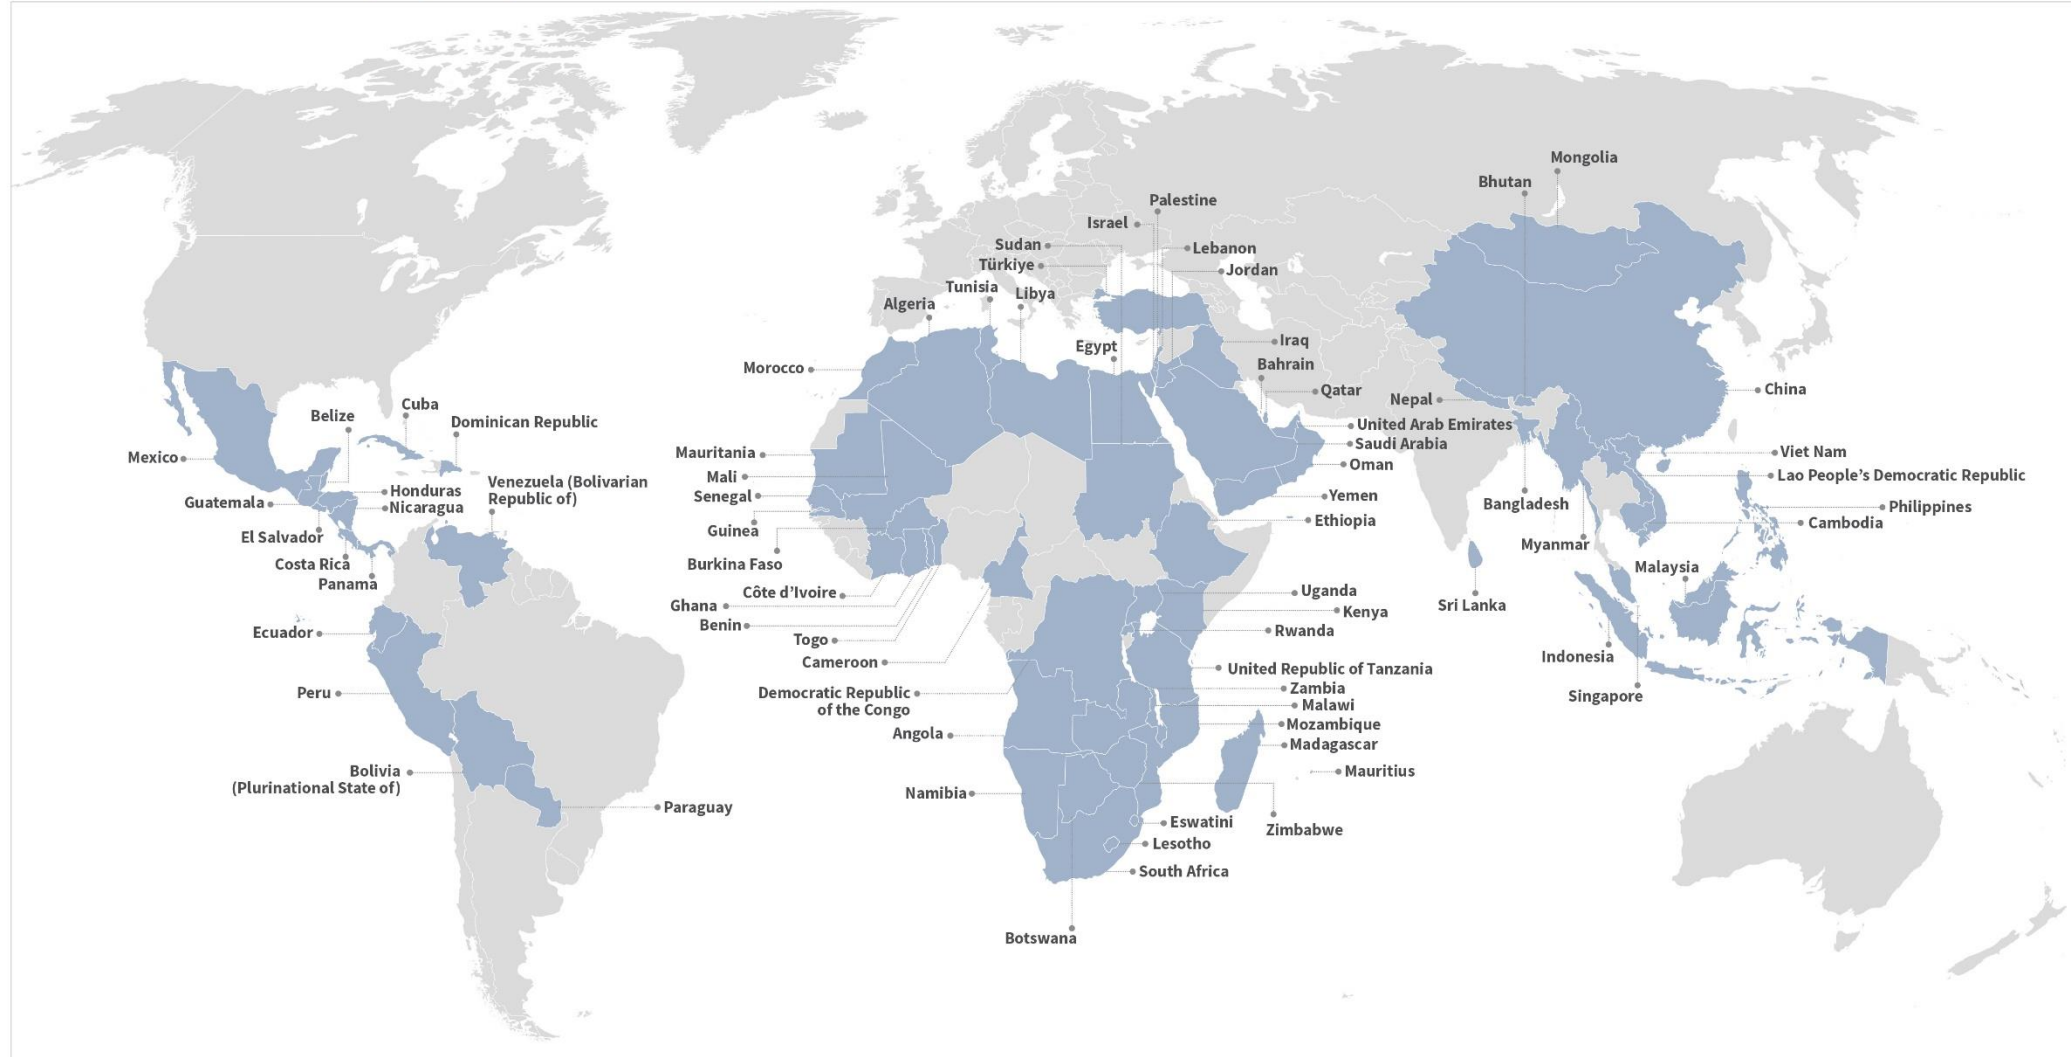 Mongolia
Bhutan
Palestine
Israel
Sudan
Lebanon
Türkiye
Jordan
Tunisia
Libya
Algeria
Iraq
Egypt
Bahrain
Morocco
Qatar
China
Nepal
Cuba
Belize
Dominican Republic
United Arab Emirates
Saudi Arabia
Mauritania
Viet Nam
Mexico
Oman
Mali
Lao People's Democratic Republic
Venezuela (Bolivarian
Republic of)
Honduras
Senegal
Yemen
Guatemala
Nicaragua
Bangladesh
Philippines
Ethiopia
Cambodia
Guinea
El Salvador
Myanmar
Costa Rica
Burkina Faso
Malaysia
Panama
Uganda
Côte d'Ivoire
Ghana
Sri Lanka
Kenya
Benin
Rwanda
Ecuador
Togo
Indonesia
Cameroon
United Republic of Tanzania
Zambia
Peru
Democratic Republic
of the Congo
Singapore
Malawi
Mozambique
Angola
Madagascar
Bolivia
(Plurinational State of)
Mauritius
Namibia
Paraguay
Eswatini
Zimbabwe
Lesotho
South Africa
Botswana